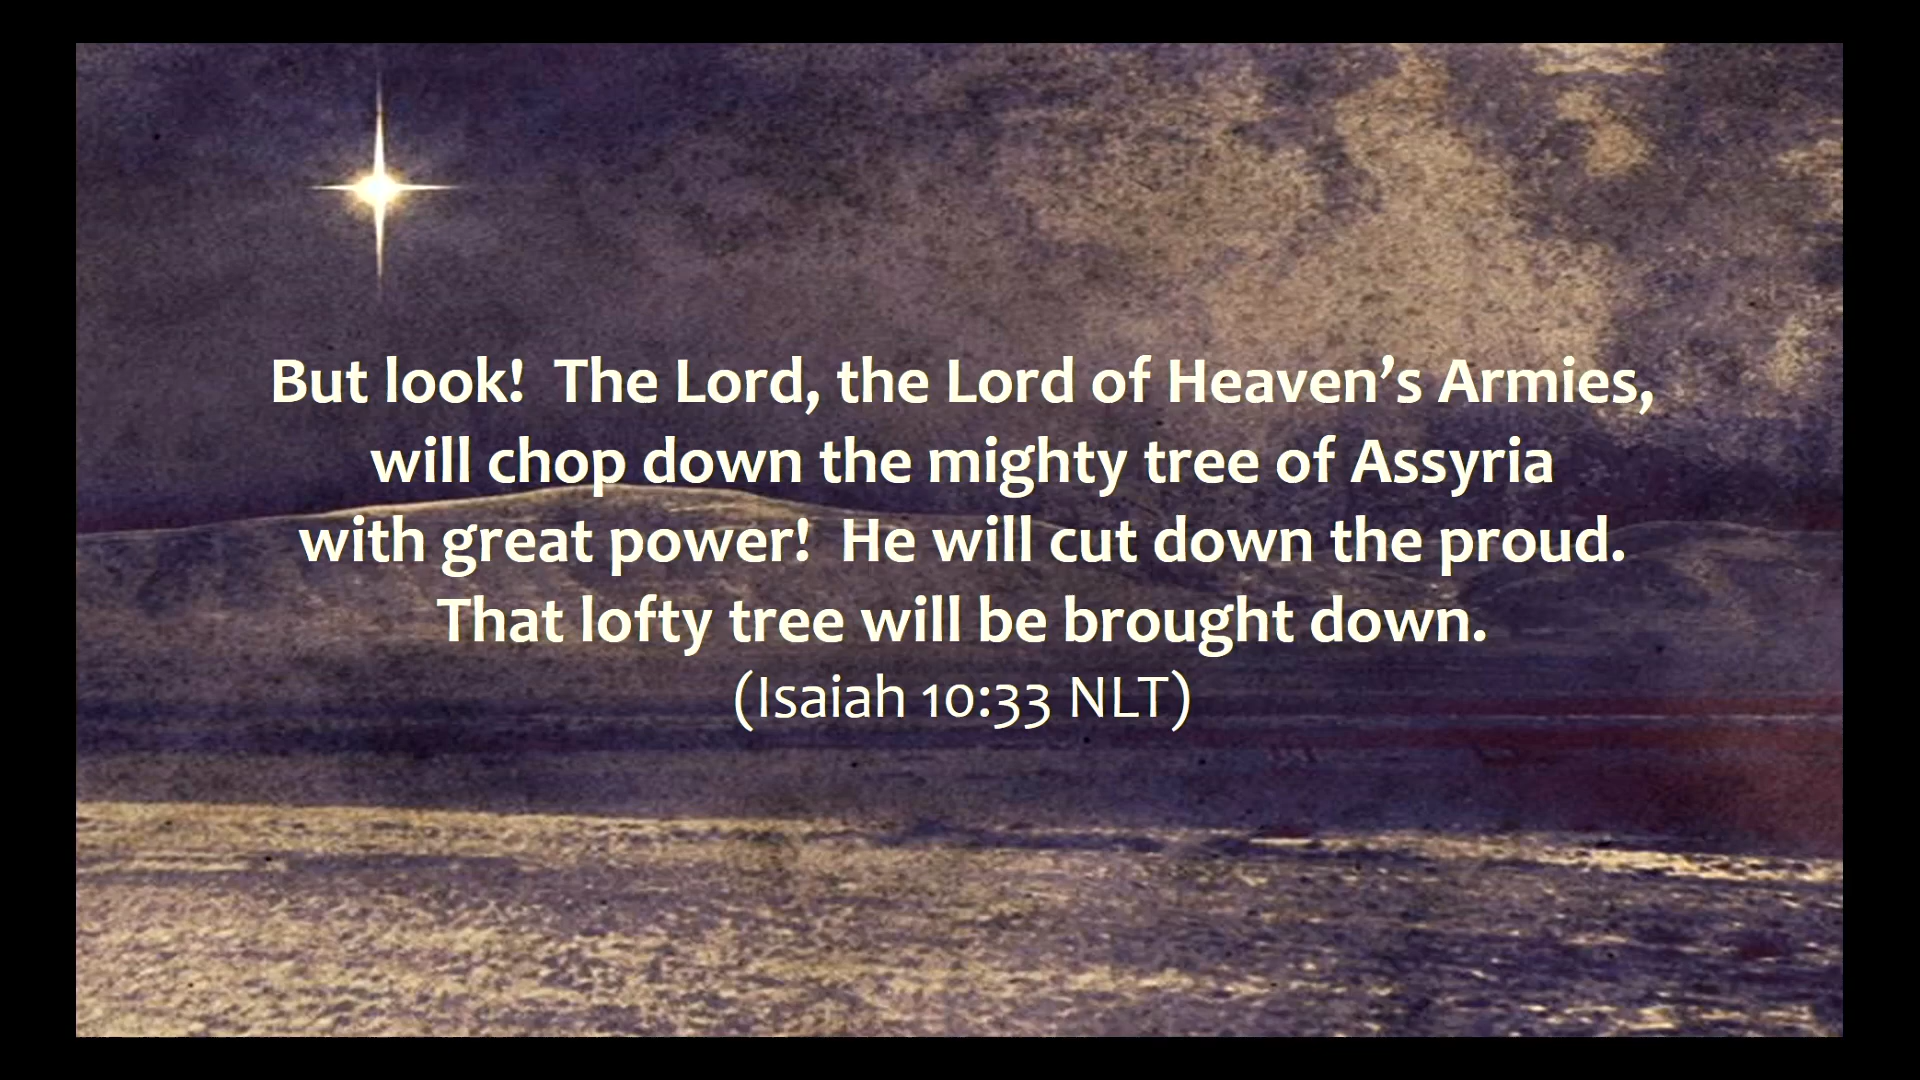 But look!  The Lord, the Lord of Heaven’s Armies,
will chop down the mighty tree of Assyria
with great power!  He will cut down the proud.
That lofty tree will be brought down.
(Isaiah 10:33 NLT)